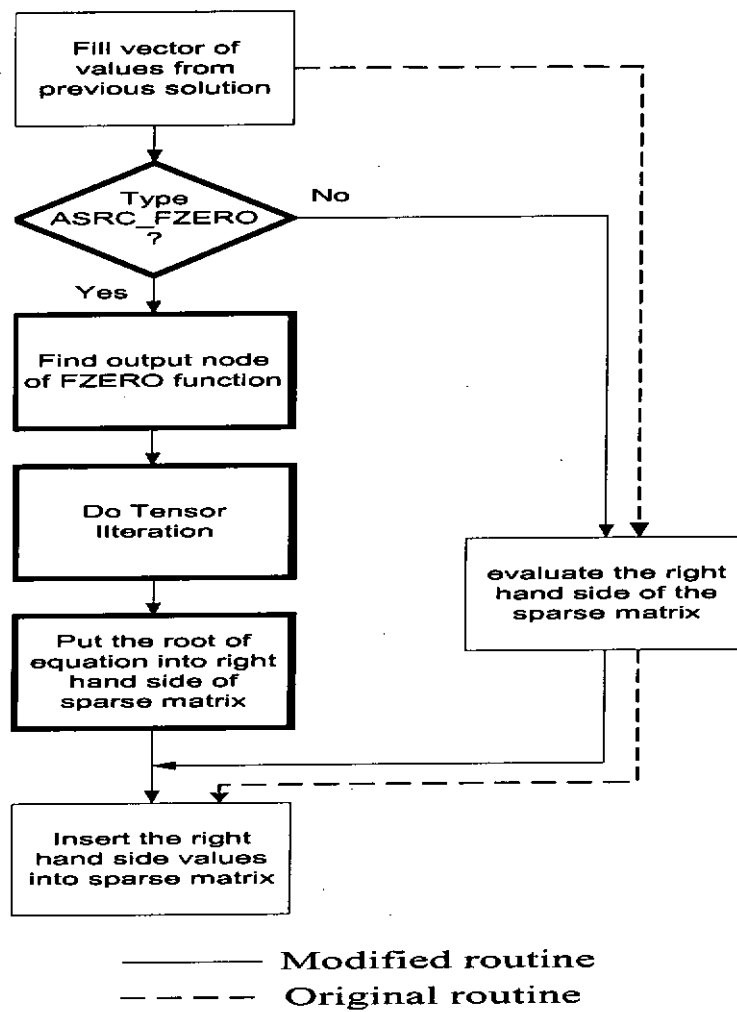 Fill vector of
values from
previous solution
Type
ASRC_FZERO
?
No
Yes
Find output node
of FZERO function
Do Tensor
IIteration
Put the root of
equation into right
hand side of
sparse matrix
evaluate the right
hand side of the
sparse matrix
Insert the right
hand side values
into sparse matrix
Modified routine
Original routine